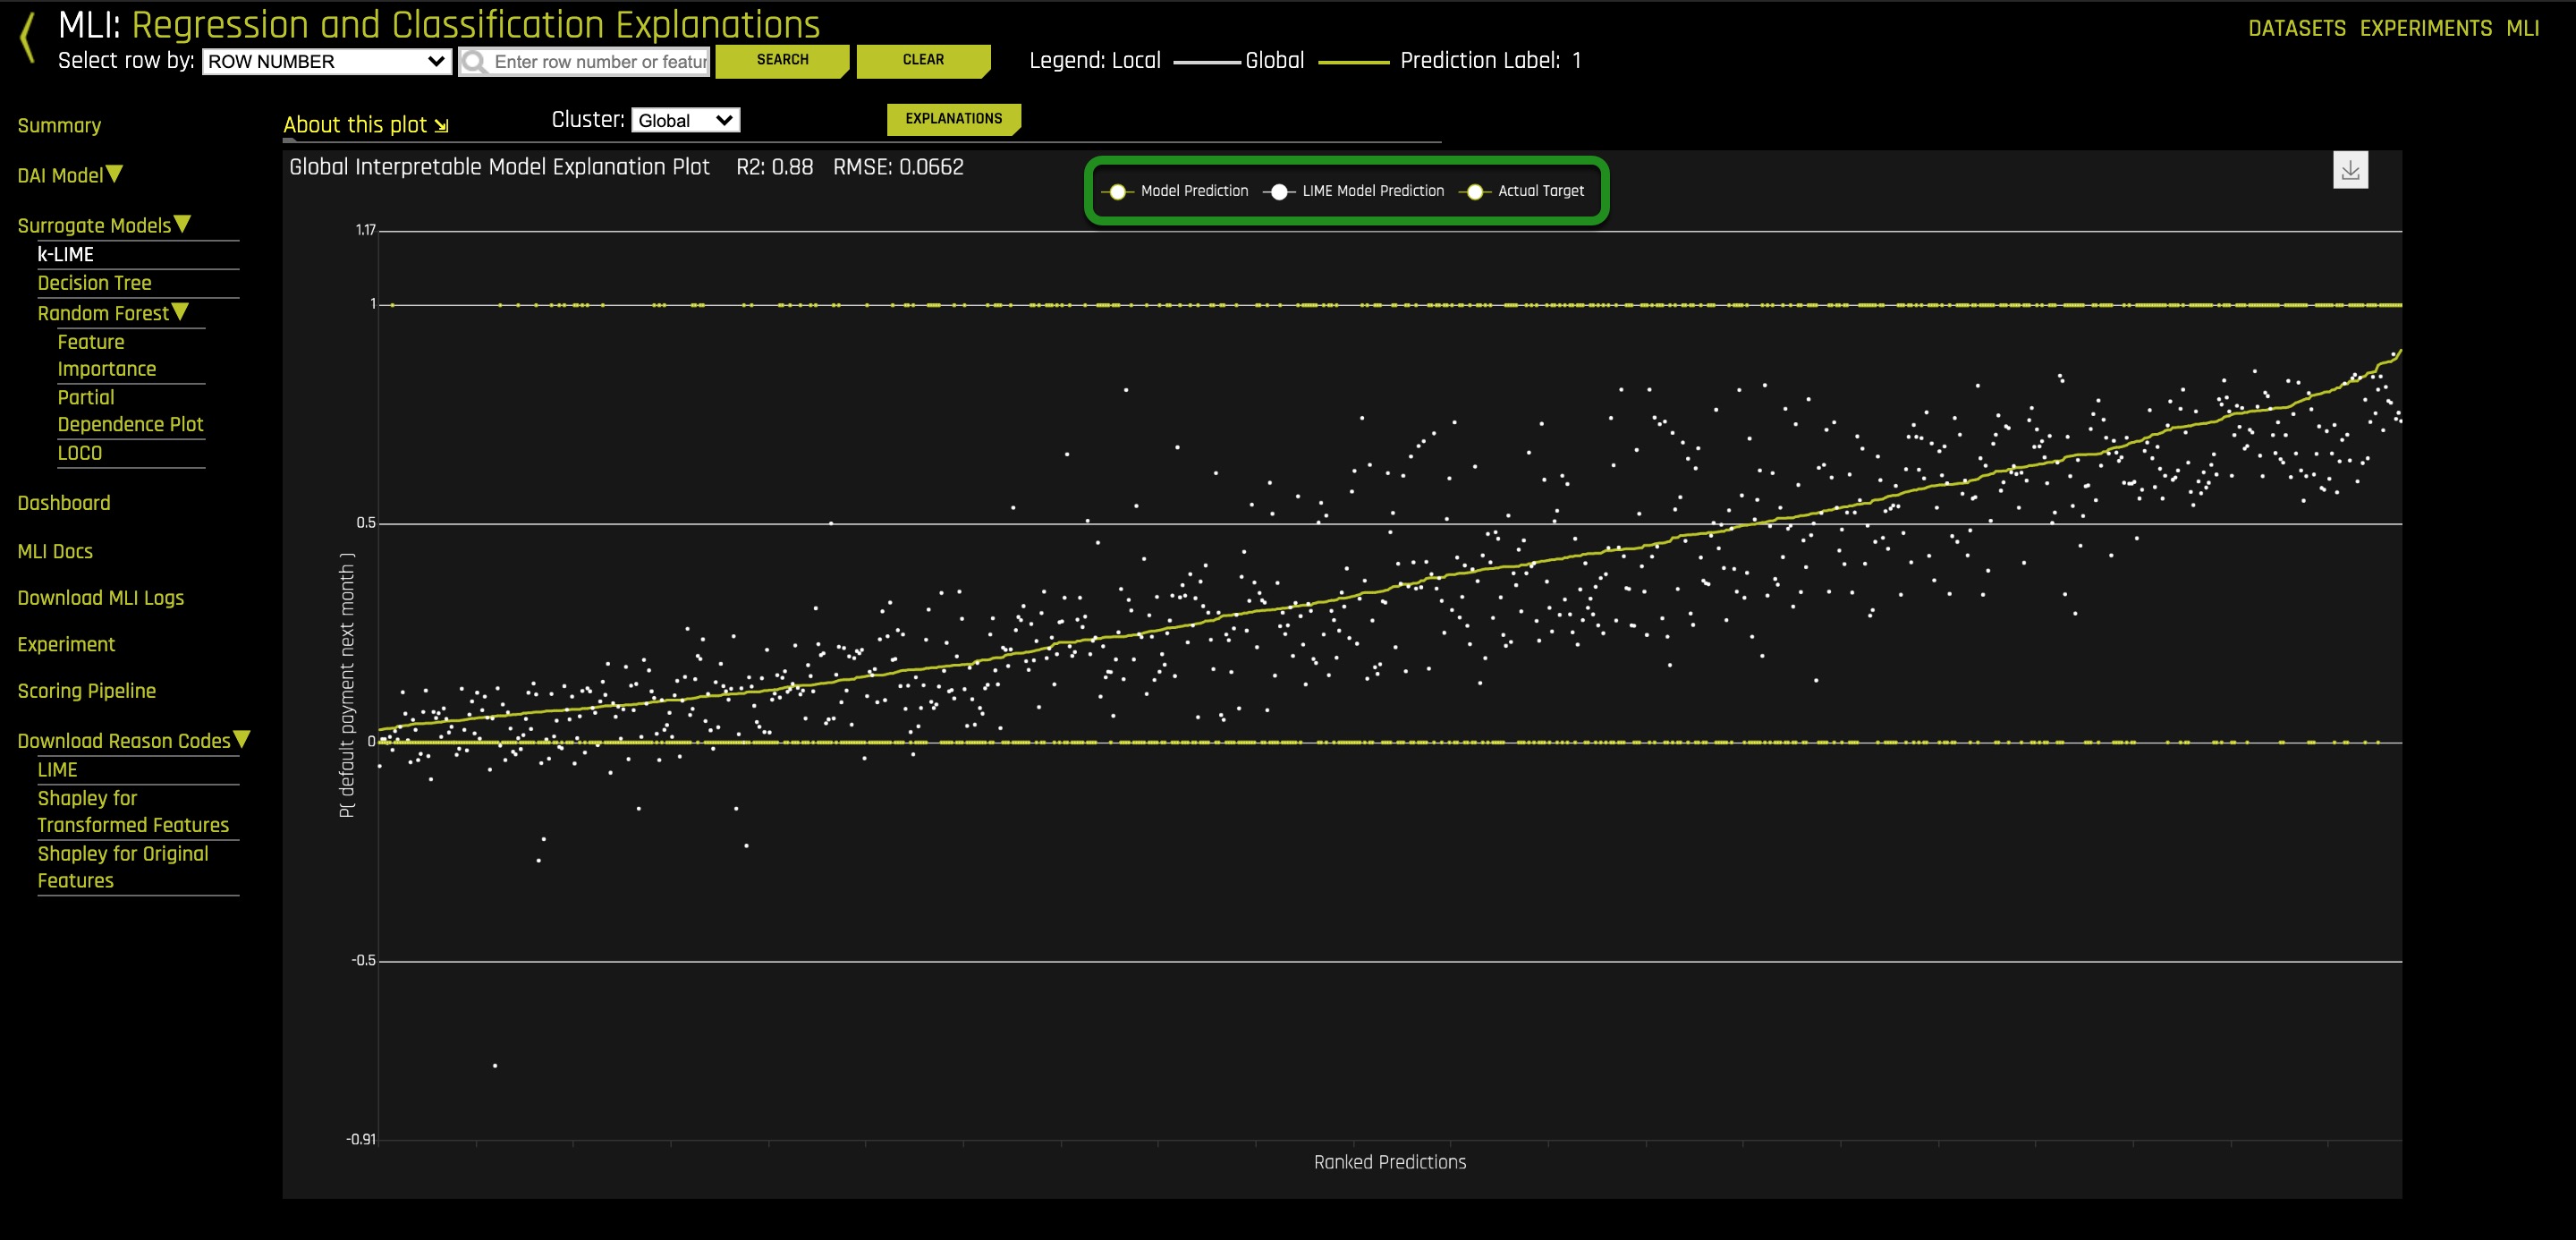 MLI: Regression and Classification Explanations
DATASETS EXPERIMENTS MLI
Select row by: ROW NUMBER Enter row number or featur SEARCH CLEAR Legend: Local Global Prediction Label: 1
Summary
DAI Model
Surrogate Models
k-LIME
Decision Tree
Random Forest
Feature
Importance
Partial
Dependence Plot
LOCO
Dashboard
MLI Docs
Download MLI Logs
Experiment
Scoring Pipeline
Download Reason Codes
LIME
Shapley for
Transformed Features
Shapley for Original
Features
About this plot Cluster: Global EXPLANATIONS
Global Interpretable Model Explanation Plot R2: 0.88 RMSE: 0.0662
Model Prediction LIME Model Prediction Actual Target
1.17
1
0.5
0
-0.5
-0.91
P( default payment next month )
Ranked Predictions